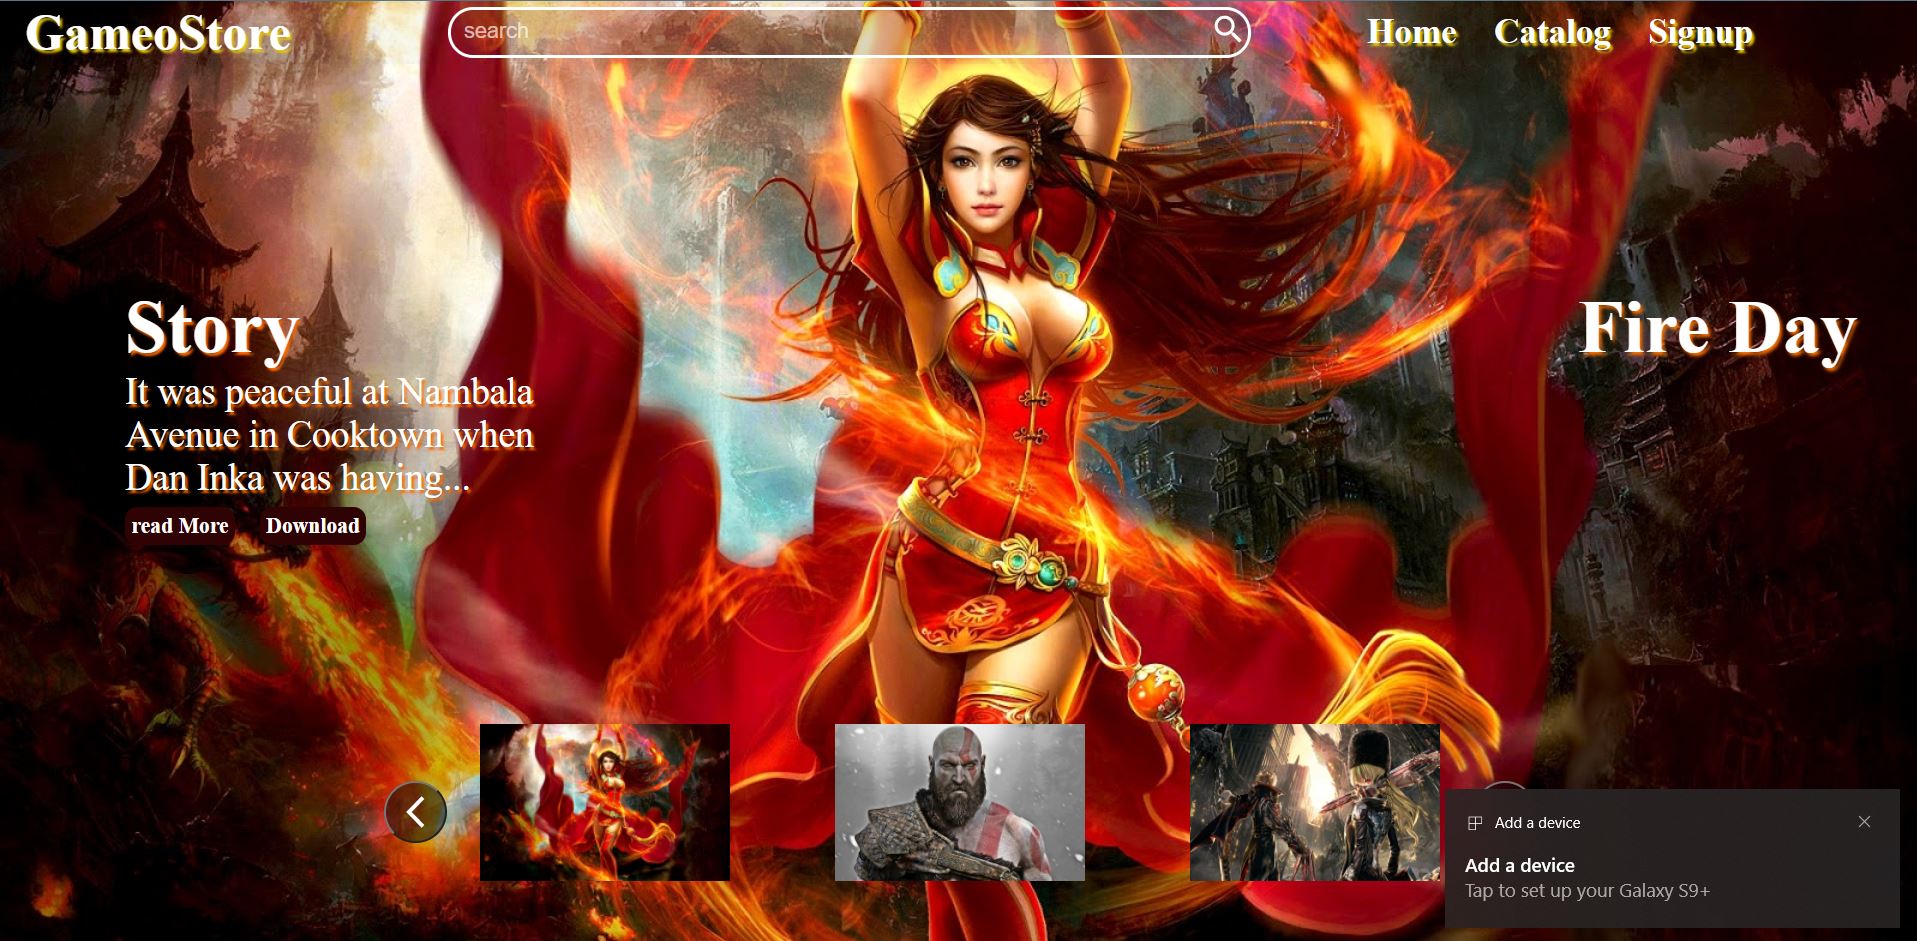 GameoStore
search
Home Catalog Signup
Story
It was peaceful at Nambala
Avenue in Cooktown when
Dan Inka was having...
read More Download
Fire Day
Add a device
Add a device
Tap to set up your Galaxy S9+